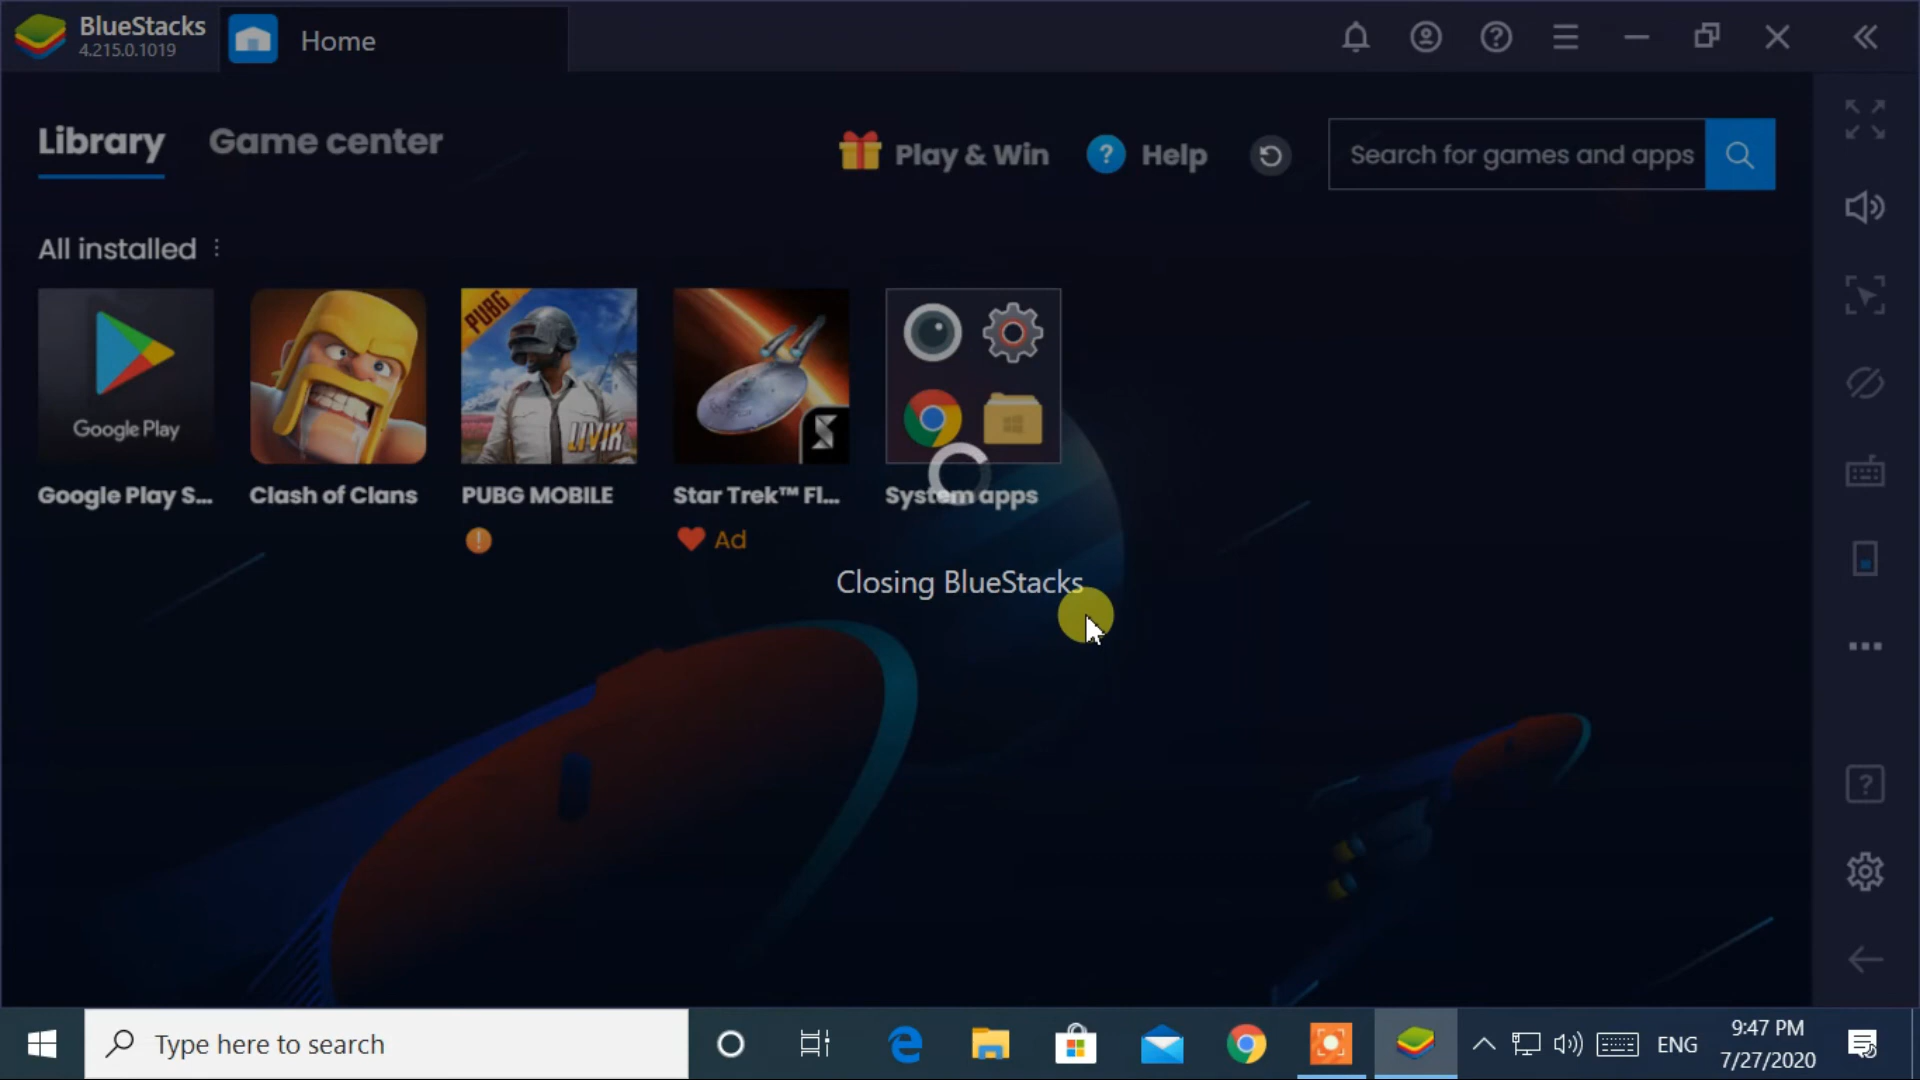 BlueStacks
4.215.0.1019
Home
Library
Game center
Play & Win
? Help
Search for games and apps
All installed
Google Play
PUBG
LIVIK
Google Play S...
Clash of Clans
PUBG MOBILE
Star Trek™ Fl...
System apps
Ad
Closing BlueStacks
Type here to search
ENG
9:47 PM
7/27/2020